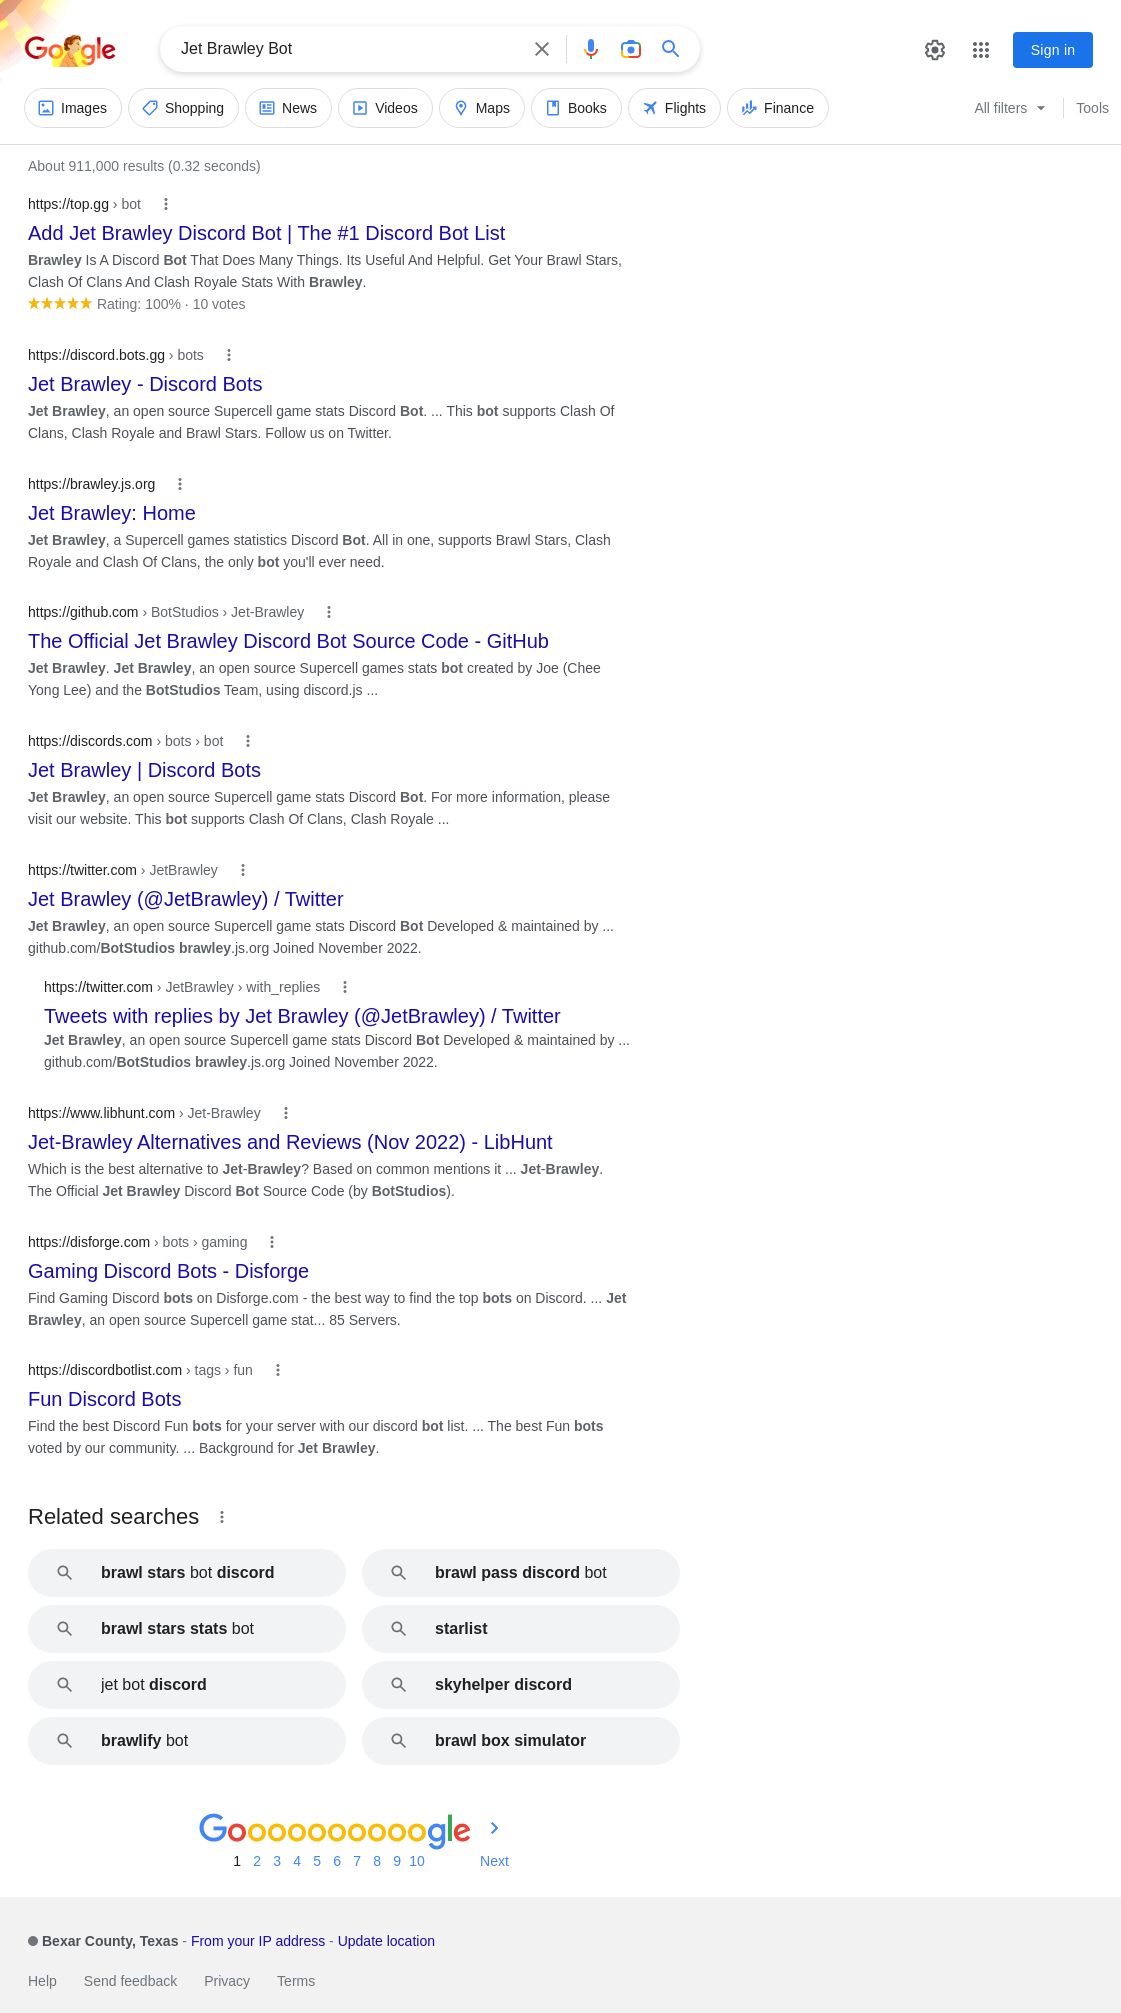 Google
Jet Brawley Bot
Sign in
Images Shopping News Videos Maps Books Flights Finance All filters Tools
About 911,000 results (0.32 seconds)
https://top.gg › bot
Add Jet Brawley Discord Bot | The #1 Discord Bot List
Brawley Is A Discord Bot That Does Many Things. Its Useful And Helpful. Get Your Brawl Stars,
Clash Of Clans And Clash Royale Stats With Brawley.
Rating: 100% · 10 votes
https://discord.bots.gg › bots
Jet Brawley - Discord Bots
Jet Brawley, an open source Supercell game stats Discord Bot. ... This bot supports Clash Of
Clans, Clash Royale and Brawl Stars. Follow us on Twitter.
https://brawley.js.org
Jet Brawley: Home
Jet Brawley, a Supercell games statistics Discord Bot. All in one, supports Brawl Stars, Clash
Royale and Clash Of Clans, the only bot you'll ever need.
https://github.com › BotStudios › Jet-Brawley
The Official Jet Brawley Discord Bot Source Code - GitHub
Jet Brawley. Jet Brawley, an open source Supercell games stats bot created by Joe (Chee
Yong Lee) and the BotStudios Team, using discord.js ...
https://discords.com › bots › bot
Jet Brawley | Discord Bots
Jet Brawley, an open source Supercell game stats Discord Bot. For more information, please
visit our website. This bot supports Clash Of Clans, Clash Royale ...
https://twitter.com › JetBrawley
Jet Brawley (@JetBrawley) / Twitter
Jet Brawley, an open source Supercell game stats Discord Bot Developed & maintained by ...
github.com/BotStudios brawley.js.org Joined November 2022.
https://twitter.com › JetBrawley › with_replies
Tweets with replies by Jet Brawley (@JetBrawley) / Twitter
Jet Brawley, an open source Supercell game stats Discord Bot Developed & maintained by ...
github.com/BotStudios brawley.js.org Joined November 2022.
https://www.libhunt.com › Jet-Brawley
Jet-Brawley Alternatives and Reviews (Nov 2022) - LibHunt
Which is the best alternative to Jet-Brawley? Based on common mentions it ... Jet-Brawley.
The Official Jet Brawley Discord Bot Source Code (by BotStudios).
https://disforge.com › bots › gaming
Gaming Discord Bots - Disforge
Find Gaming Discord bots on Disforge.com - the best way to find the top bots on Discord. ... Jet
Brawley, an open source Supercell game stat... 85 Servers.
https://discordbotlist.com › tags › fun
Fun Discord Bots
Find the best Discord Fun bots for your server with our discord bot list. ... The best Fun bots
voted by our community. ... Background for Jet Brawley.
Related searches
brawl stars bot discord
brawl pass discord bot
brawl stars stats bot
starlist
jet bot discord
skyhelper discord
brawlify bot
brawl box simulator
Goooooooooogle
1 2 3 4 5 6 7 8 9 10 Next
Bexar County, Texas - From your IP address - Update location
Help Send feedback Privacy Terms